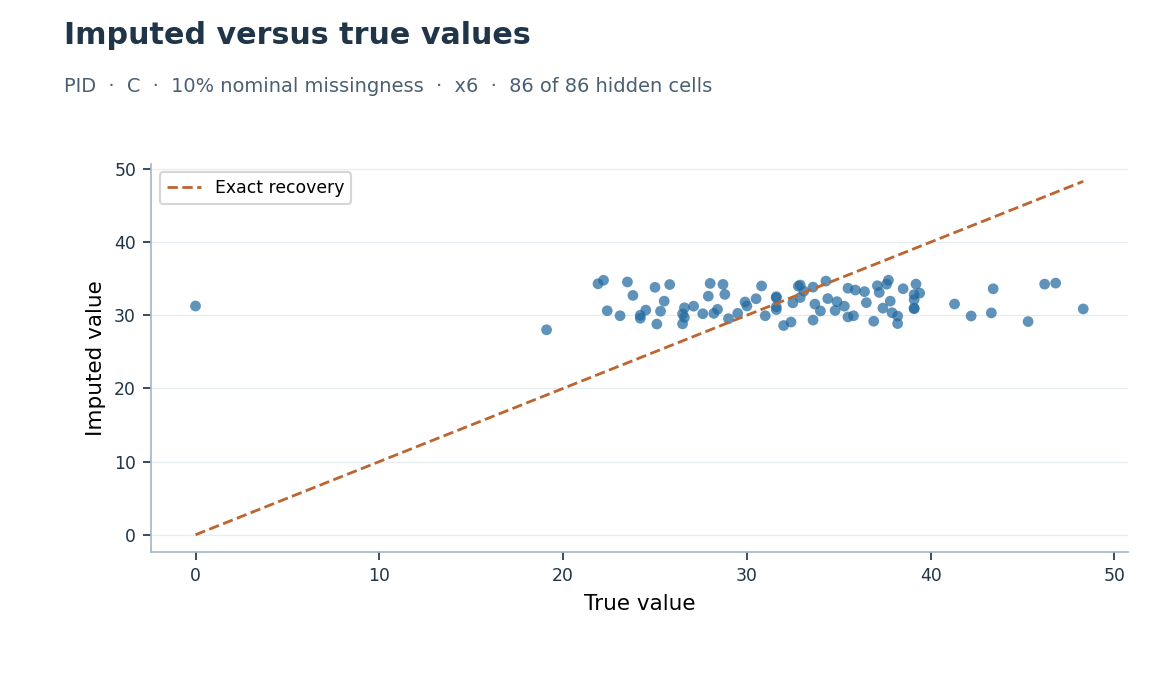 Imputed versus true values
PID · C · 10% nominal missingness · x6 · 86 of 86 hidden cells
Exact recovery
50
40
30
20
10
0
Imputed value
0 10 20 30 40 50
True value